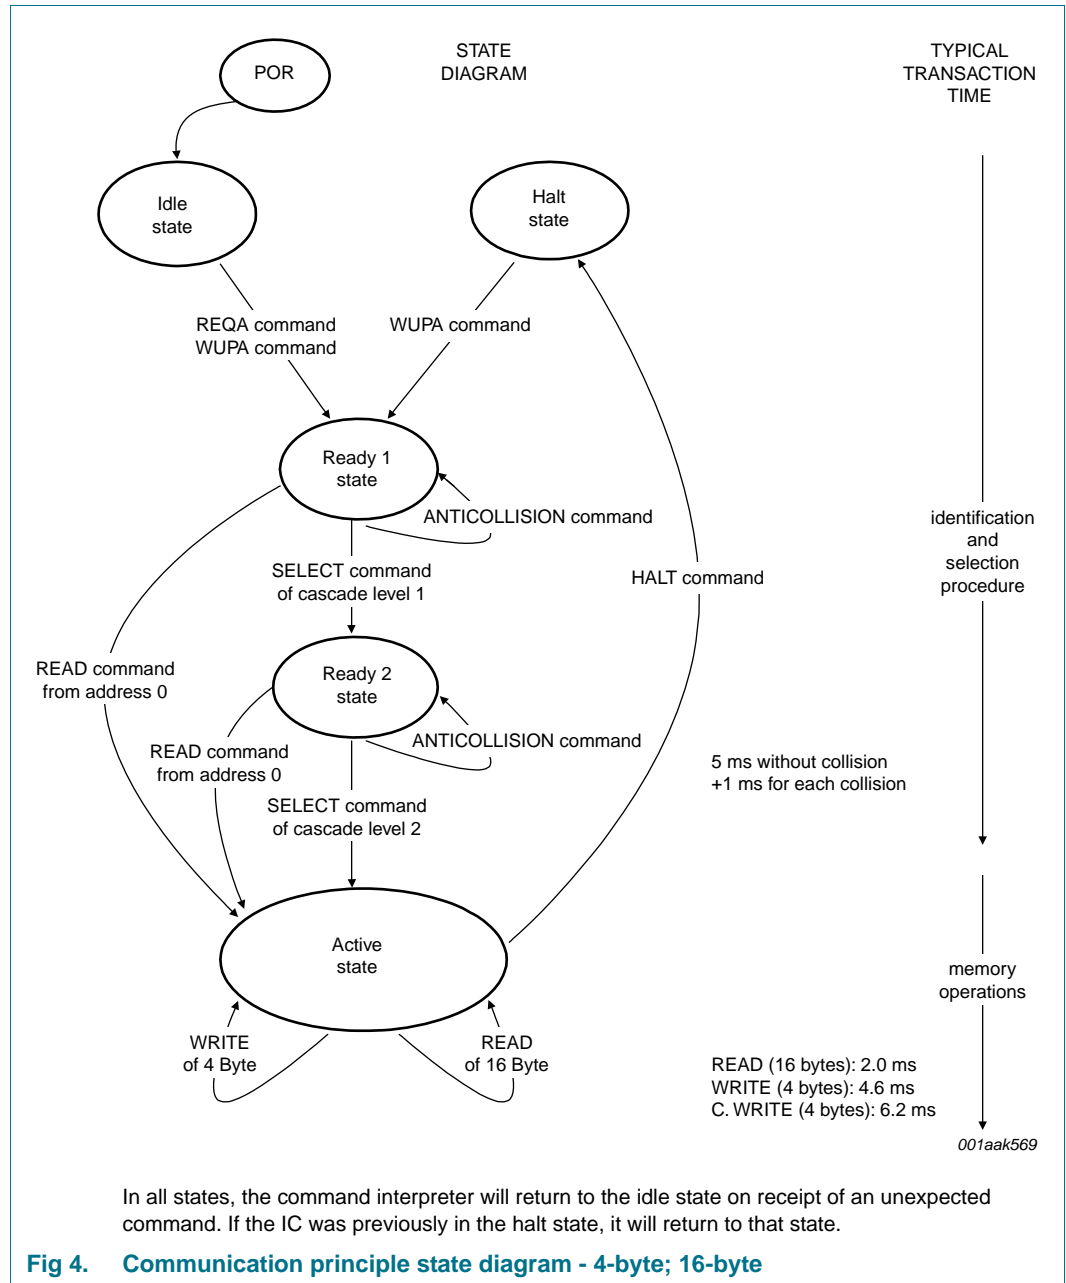 POR
STATE
DIAGRAM
TYPICAL
TRANSACTION
TIME
Idle
state
Halt
state
REQA command
WUPA command
WUPA command
Ready 1
state
ANTICOLLISION command
identification
and
selection
procedure
SELECT command
of cascade level 1
HALT command
READ command
from address 0
Ready 2
state
ANTICOLLISION command
READ command
from address 0
5 ms without collision
+1 ms for each collision
SELECT command
of cascade level 2
Active
state
memory
operations
WRITE
of 4 Byte
READ
of 16 Byte
READ (16 bytes): 2.0 ms
WRITE (4 bytes): 4.6 ms
C. WRITE (4 bytes): 6.2 ms
001aak569
In all states, the command interpreter will return to the idle state on receipt of an unexpected
command. If the IC was previously in the halt state, it will return to that state.
Fig 4. Communication principle state diagram - 4-byte; 16-byte